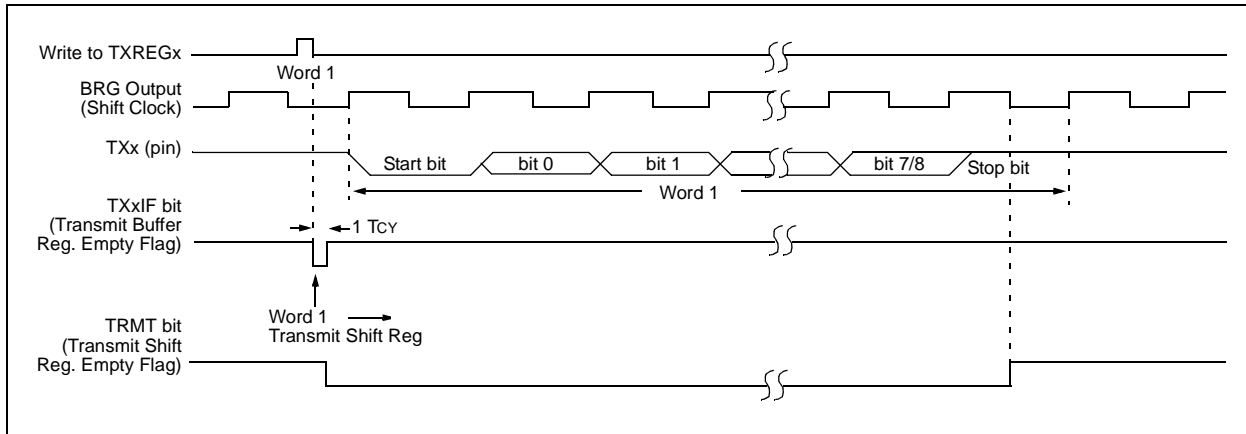 Write to TXREGx
Word 1
BRG Output
(Shift Clock)
TXx (pin)
Start bit
bit 0
bit 1
bit 7/8
Stop bit
Word 1
TXxIF bit
(Transmit Buffer
Reg. Empty Flag)
1 TCY
Word 1
Transmit Shift Reg
TRMT bit
(Transmit Shift
Reg. Empty Flag)